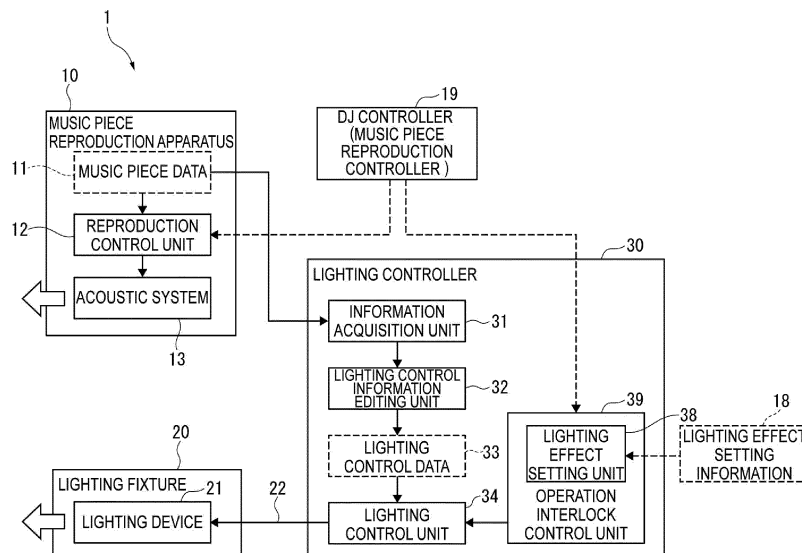 1
10
MUSIC PIECE
REPRODUCTION APPARATUS
11
MUSIC PIECE DATA
12
REPRODUCTION
CONTROL UNIT
ACOUSTIC SYSTEM
13
19
DJ CONTROLLER
(MUSIC PIECE
REPRODUCTION
CONTROLLER )
30
LIGHTING CONTROLLER
INFORMATION
ACQUISITION UNIT
31
LIGHTING CONTROL
INFORMATION
EDITING UNIT
32
LIGHTING
CONTROL DATA
33
34
LIGHTING
CONTROL UNIT
39
38
LIGHTING
EFFECT
SETTING UNIT
OPERATION
INTERLOCK
CONTROL UNIT
18
LIGHTING EFFECT
SETTING
INFORMATION
20
LIGHTING FIXTURE
21
LIGHTING DEVICE
22